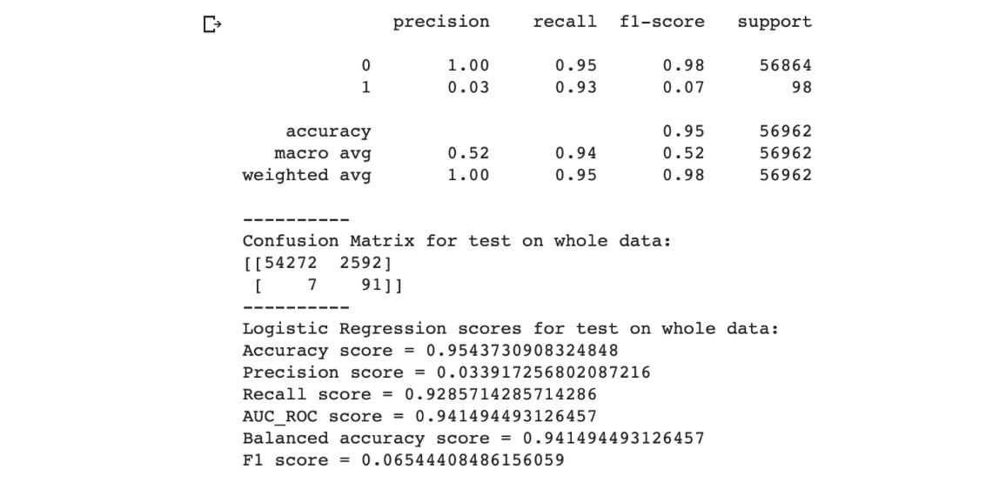 precision recall f1-score support
0 1.00 0.95 0.98 56864
1 0.03 0.93 0.07 98
accuracy 0.95 56962
macro avg 0.52 0.94 0.52 56962
weighted avg 1.00 0.95 0.98 56962
----------
Confusion Matrix for test on whole data:
[[54272 2592]
[ 7 91]]
----------
Logistic Regression scores for test on whole data:
Accuracy score = 0.9543730908324848
Precision score = 0.033917256802087216
Recall score = 0.9285714285714286
AUC_ROC score = 0.941494493126457
Balanced accuracy score = 0.941494493126457
F1 score = 0.06544408486156059